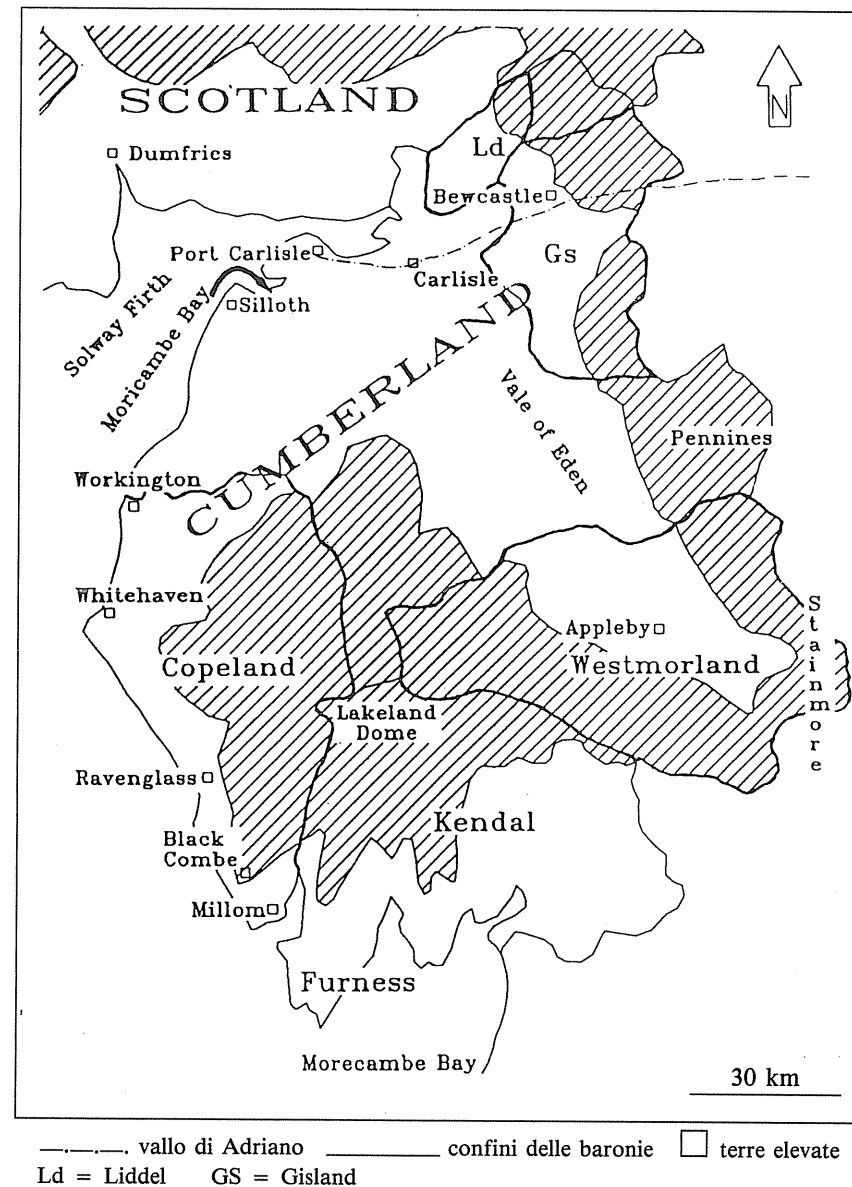 SCOTLAND
N
Dumfrics
Ld
Bewcastle
Port Carlisle
Gs
Carlisle
Solway Firth
Moricambe Bay
Silloth
CUMBERLAND
Vale of Eden
Pennines
Workington
Whitehaven
Stainmore
Appleby
Copeland
Westmorland
Lakeland
Dome
Ravenglass
Kendal
Black
Combe
Millom
Furness
Morecambe Bay
30 km
vallo di Adriano confini delle baronie terre elevate
Ld = Liddel GS = Gisland